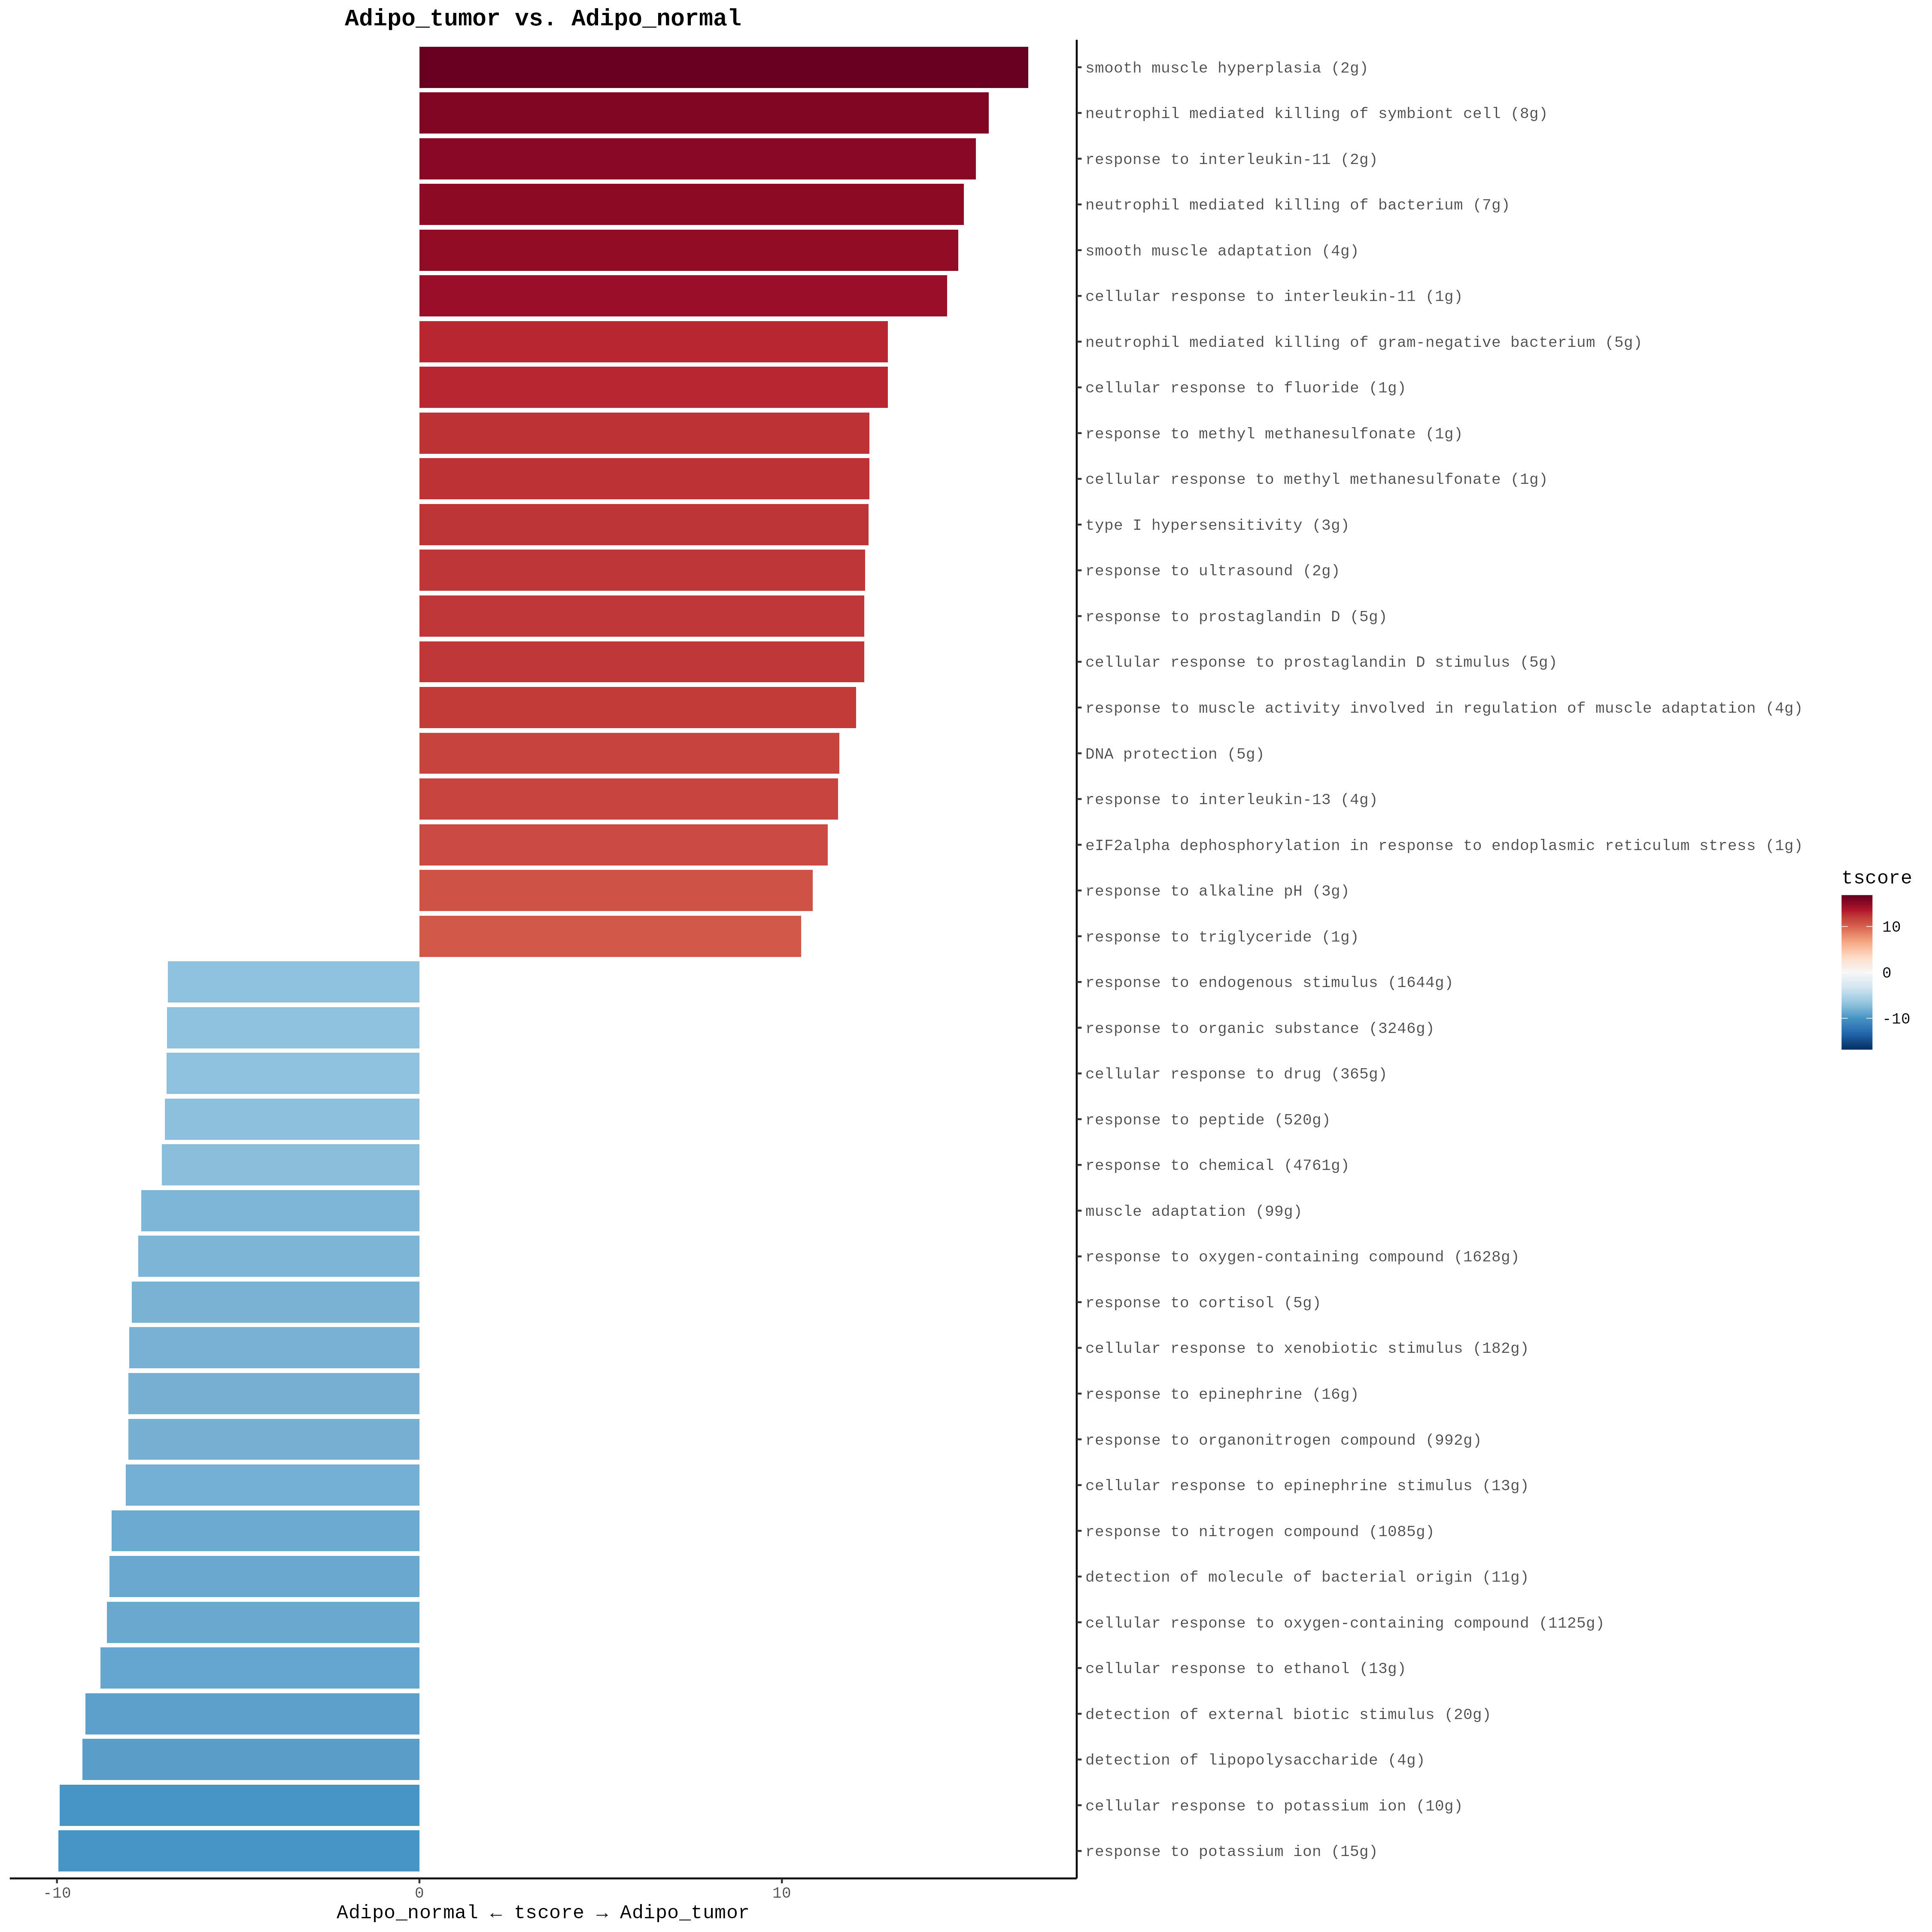 Adipo_tumor vs. Adipo_normal
smooth muscle hyperplasia (2g)
neutrophil mediated killing of symbiont cell (8g)
response to interleukin-11 (2g)
neutrophil mediated killing of bacterium (7g)
smooth muscle adaptation (4g)
cellular response to interleukin-11 (1g)
neutrophil mediated killing of gram-negative bacterium (5g)
cellular response to fluoride (1g)
response to methyl methanesulfonate (1g)
cellular response to methyl methanesulfonate (1g)
type I hypersensitivity (3g)
response to ultrasound (2g)
response to prostaglandin D (5g)
cellular response to prostaglandin D stimulus (5g)
response to muscle activity involved in regulation of muscle adaptation (4g)
DNA protection (5g)
response to interleukin-13 (4g)
eIF2alpha dephosphorylation in response to endoplasmic reticulum stress (1g)
response to alkaline pH (3g)
response to triglyceride (1g)
response to endogenous stimulus (1644g)
response to organic substance (3246g)
cellular response to drug (365g)
response to peptide (520g)
response to chemical (4761g)
muscle adaptation (99g)
response to oxygen-containing compound (1628g)
response to cortisol (5g)
cellular response to xenobiotic stimulus (182g)
response to epinephrine (16g)
response to organonitrogen compound (992g)
cellular response to epinephrine stimulus (13g)
response to nitrogen compound (1085g)
detection of molecule of bacterial origin (11g)
cellular response to oxygen-containing compound (1125g)
cellular response to ethanol (13g)
detection of external biotic stimulus (20g)
detection of lipopolysaccharide (4g)
cellular response to potassium ion (10g)
response to potassium ion (15g)
-10 0 10
Adipo_normal ← tscore → Adipo_tumor
tscore
10
0
-10